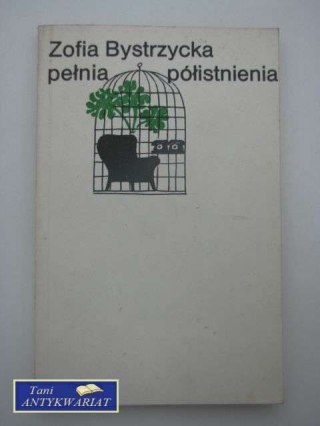 Zofia Bystrzycka
pełnia półistnienia
Tani
ANTYKWARIAT